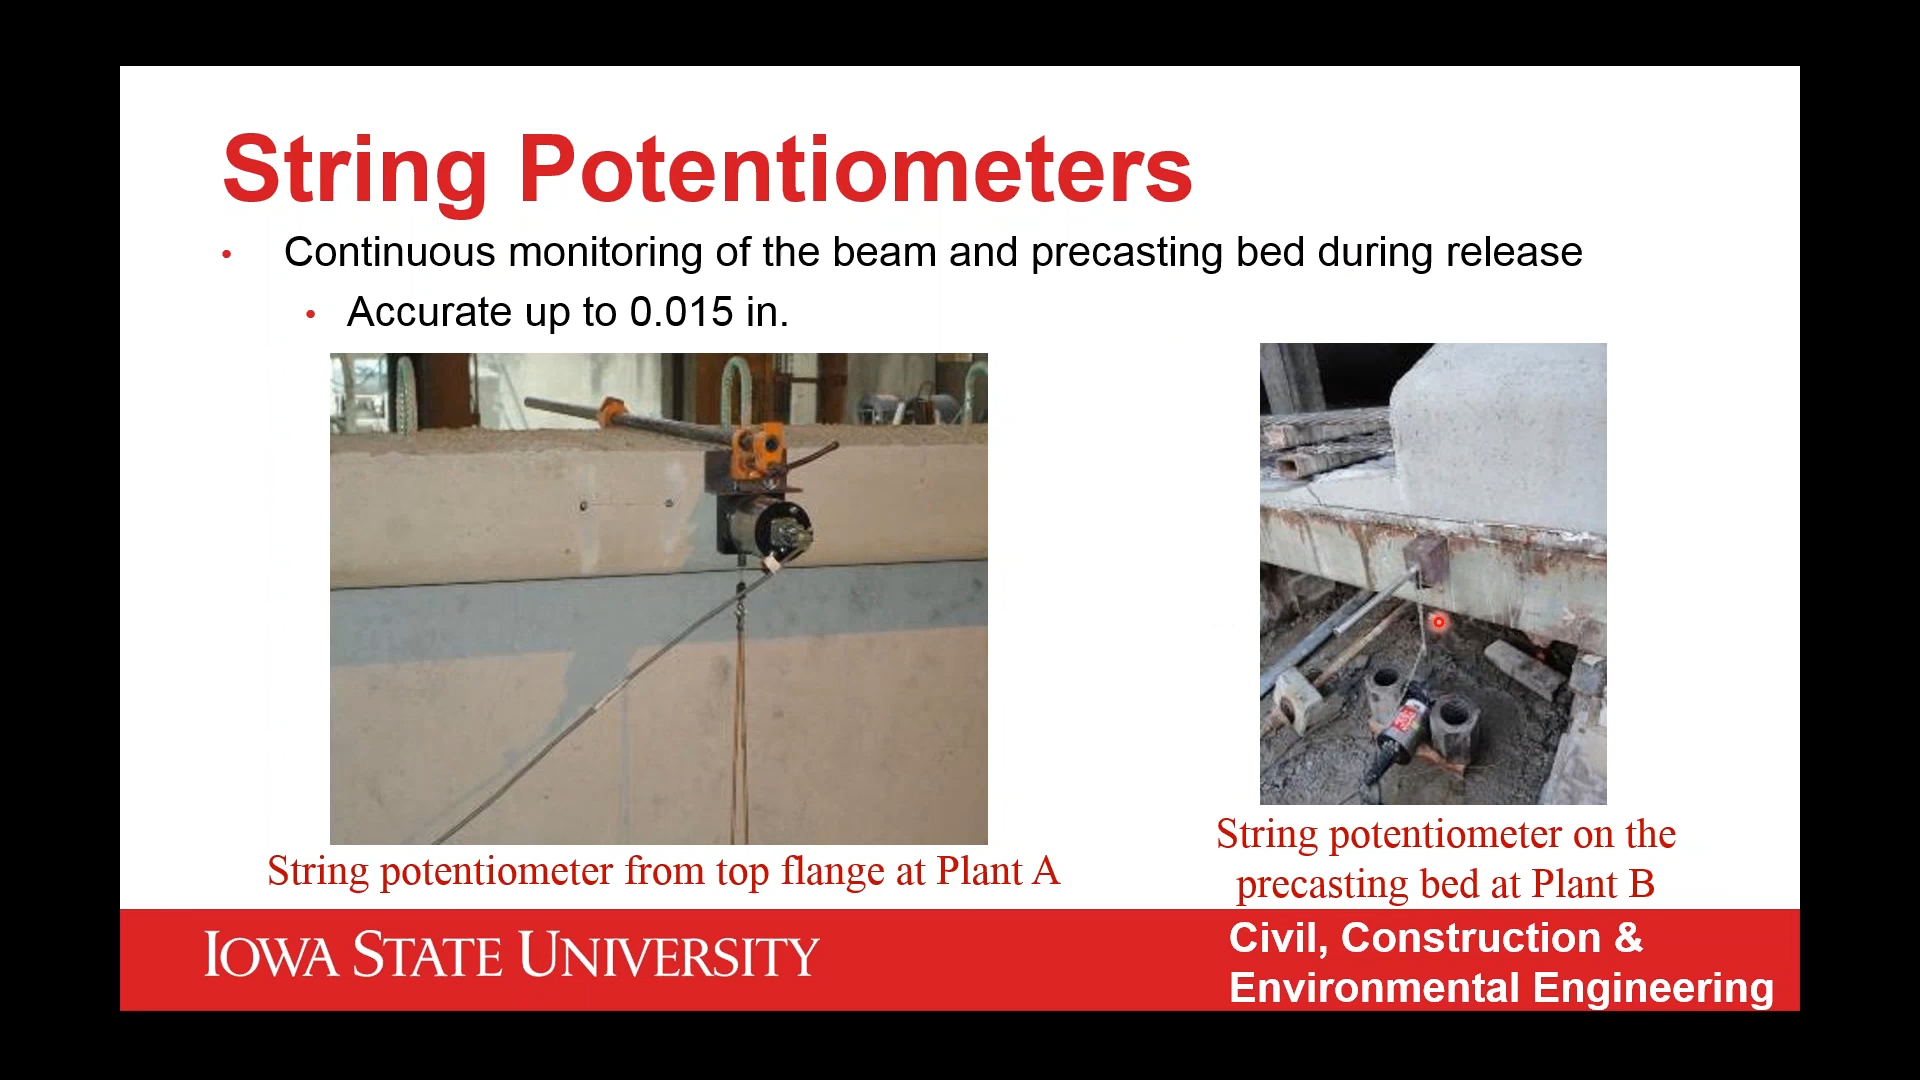 String Potentiometers
• Continuous monitoring of the beam and precasting bed during release
• Accurate up to 0.015 in.
String potentiometer from top flange at Plant A
String potentiometer on the
precasting bed at Plant B
IOWA STATE UNIVERSITY
Civil, Construction &
Environmental Engineering